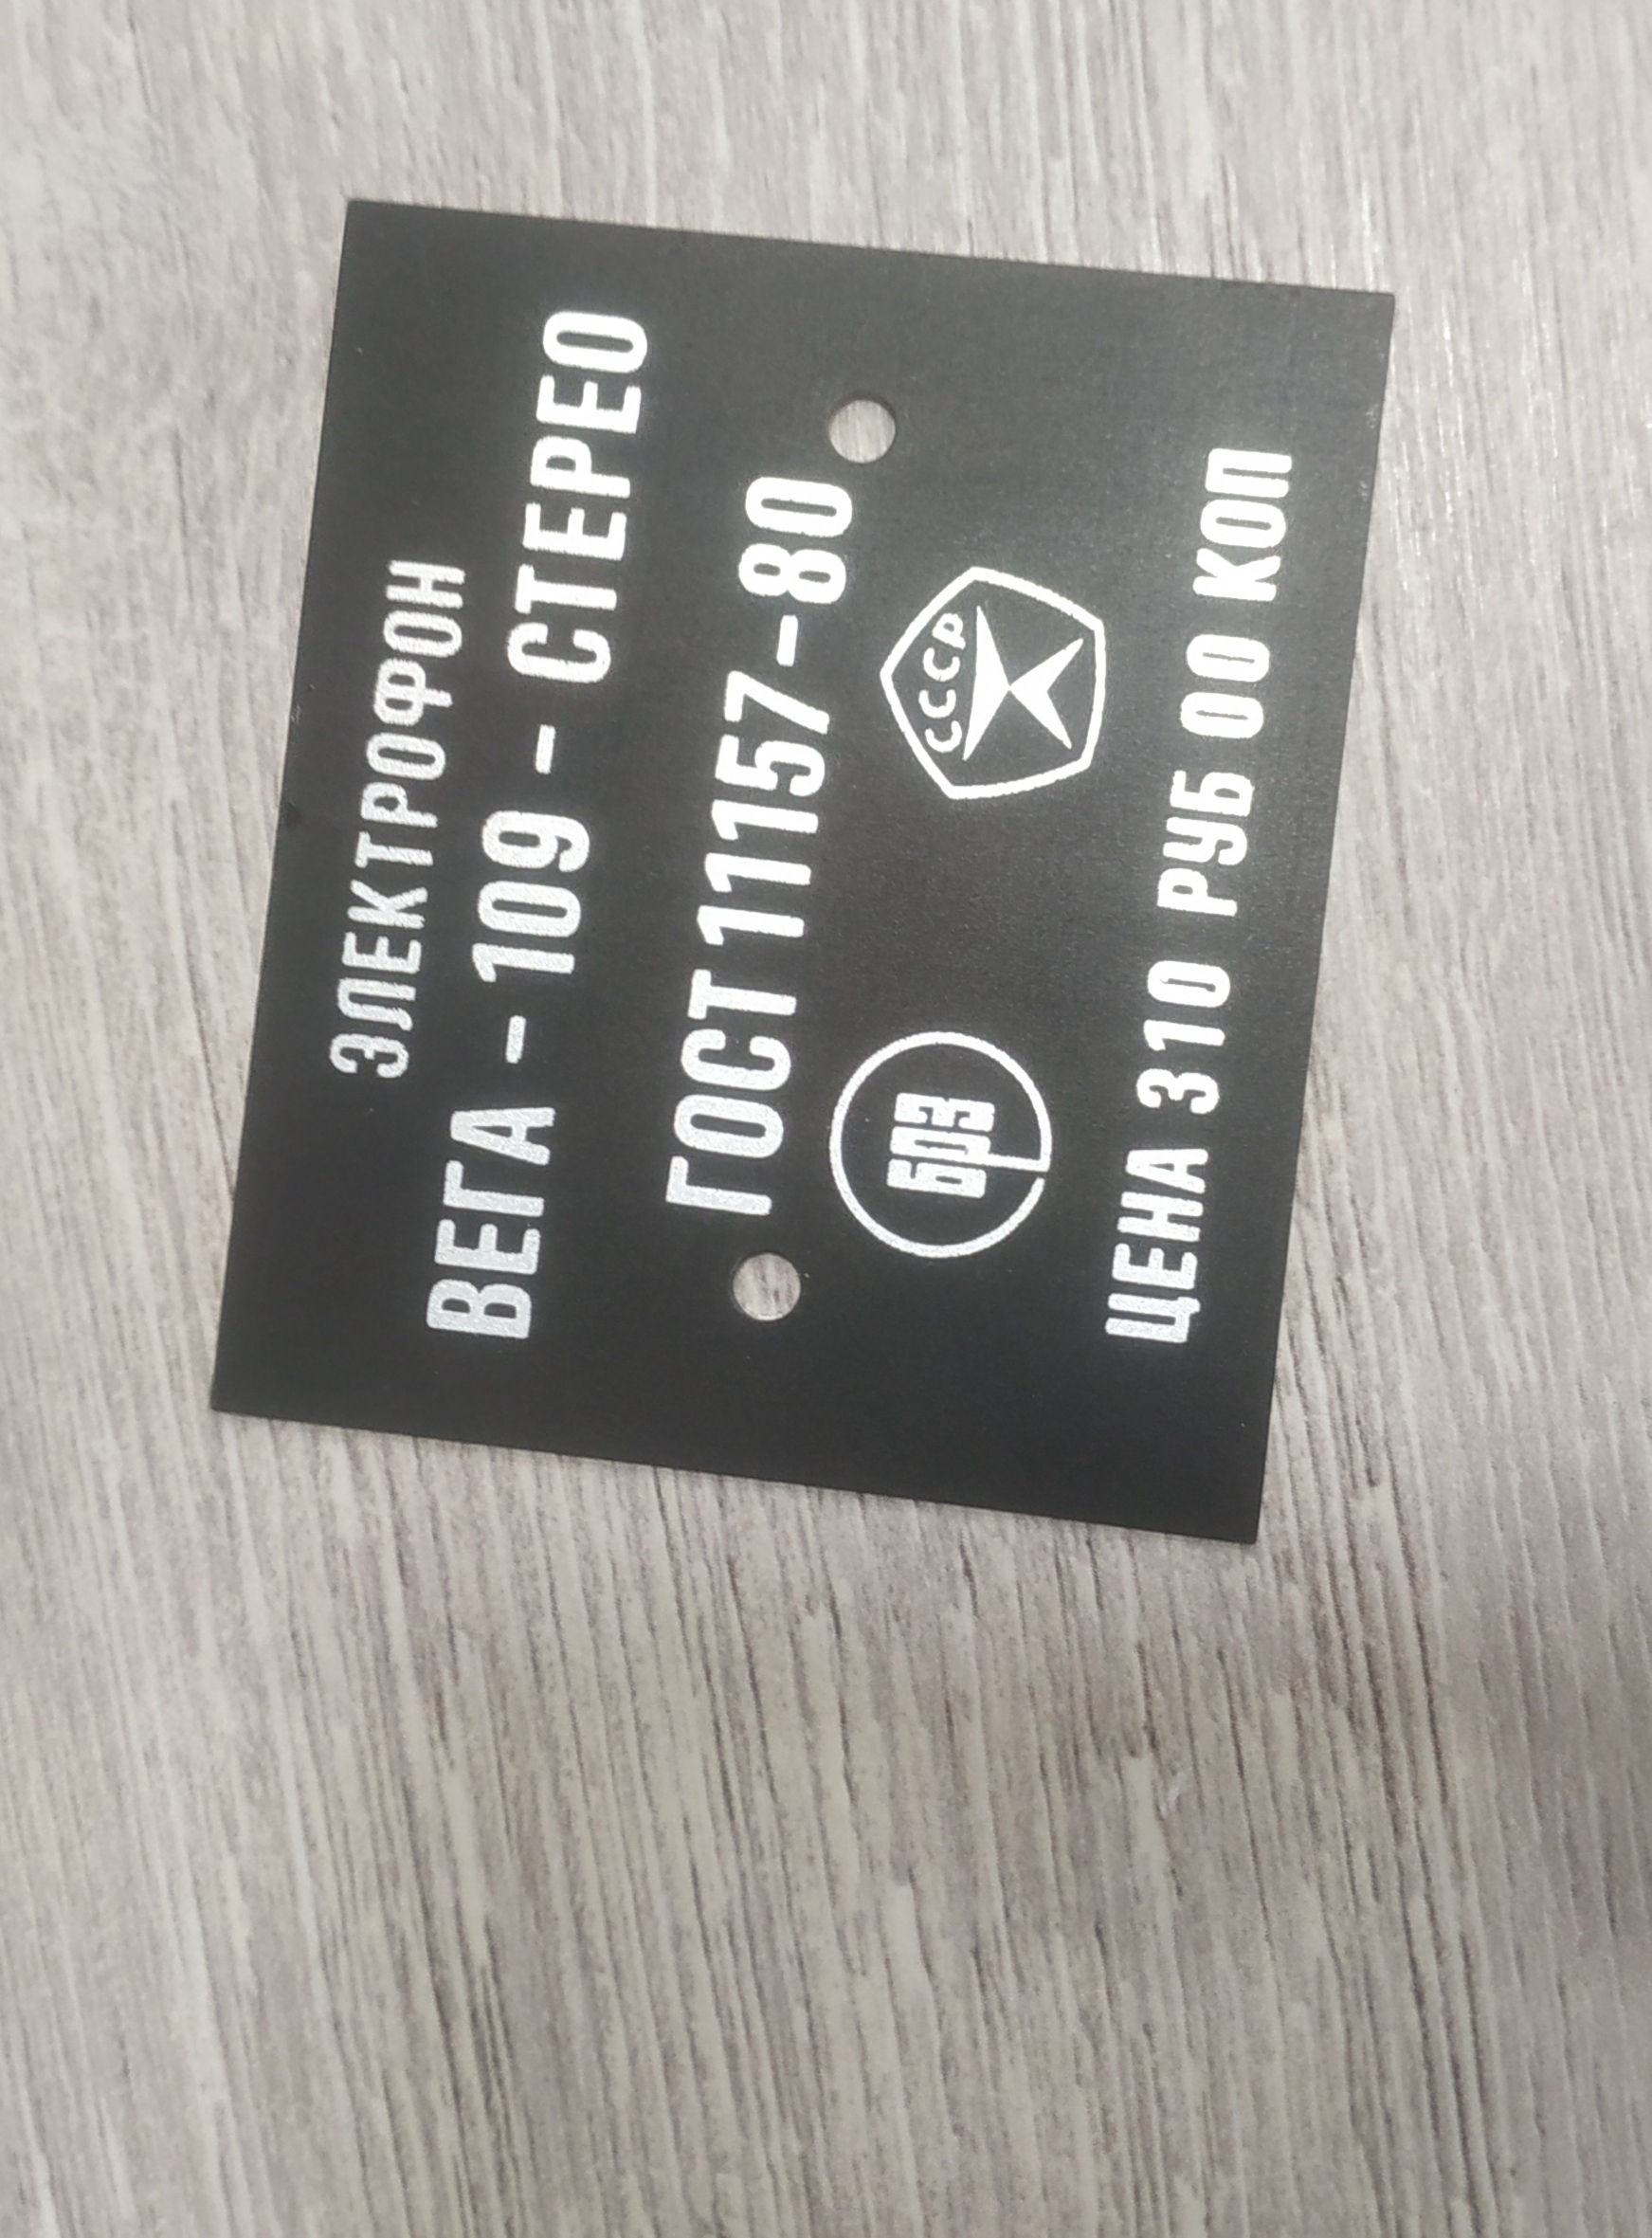 ЭЛЕКТРОФОН
ВЕГА - 109 - СТЕРЕО
ГОСТ 11157-80
БРЗ
СССР
ЦЕНА 310 РУБ 00 КОП